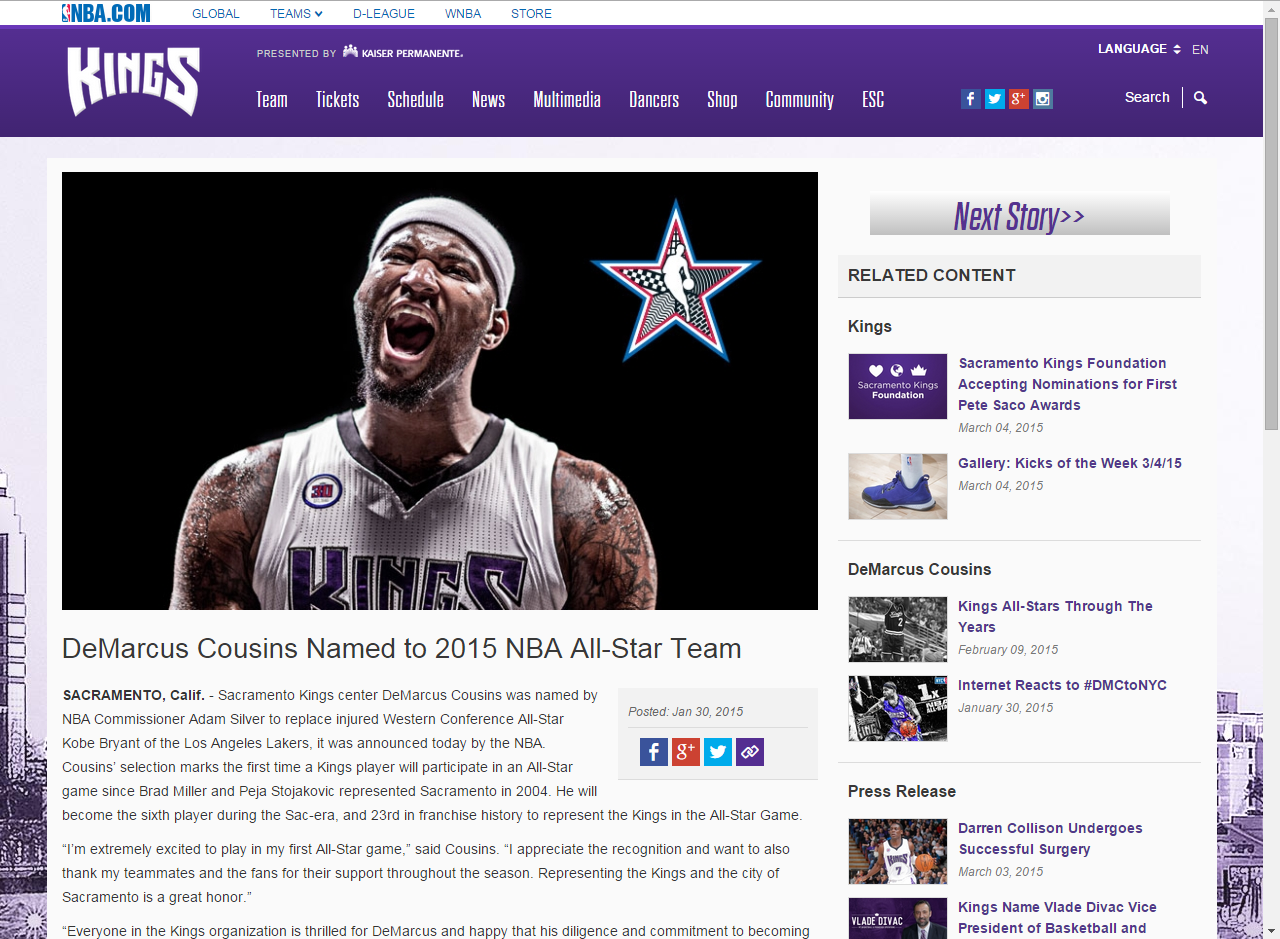 NBA.COM
GLOBAL TEAMS D-LEAGUE WNBA STORE
KINGS
PRESENTED BY KAISER PERMANENTE.
LANGUAGE EN
Team Tickets Schedule News Multimedia Dancers Shop Community ESC
Search
KINGS
DeMarcus Cousins Named to 2015 NBA All-Star Team
SACRAMENTO, Calif. - Sacramento Kings center DeMarcus Cousins was named by
NBA Commissioner Adam Silver to replace injured Western Conference All-Star
Kobe Bryant of the Los Angeles Lakers, it was announced today by the NBA.
Cousins’ selection marks the first time a Kings player will participate in an All-Star
game since Brad Miller and Peja Stojakovic represented Sacramento in 2004. He will
become the sixth player during the Sac-era, and 23rd in franchise history to represent the Kings in the All-Star Game.
Posted: Jan 30, 2015
“I’m extremely excited to play in my first All-Star game,” said Cousins. “I appreciate the recognition and want to also
thank my teammates and the fans for their support throughout the season. Representing the Kings and the city of
Sacramento is a great honor.”
“Everyone in the Kings organization is thrilled for DeMarcus and happy that his diligence and commitment to becoming
Next Story>>
RELATED CONTENT
Kings
Sacramento Kings
Foundation
Sacramento Kings Foundation
Accepting Nominations for First
Pete Saco Awards
March 04, 2015
Gallery: Kicks of the Week 3/4/15
March 04, 2015
DeMarcus Cousins
2
Kings All-Stars Through The
Years
February 09, 2015
1x
NBA
Internet Reacts to #DMCtoNYC
January 30, 2015
Press Release
KINGS
7
Darren Collison Undergoes
Successful Surgery
March 03, 2015
VLADE DIVAC
Kings Name Vlade Divac Vice
President of Basketball and